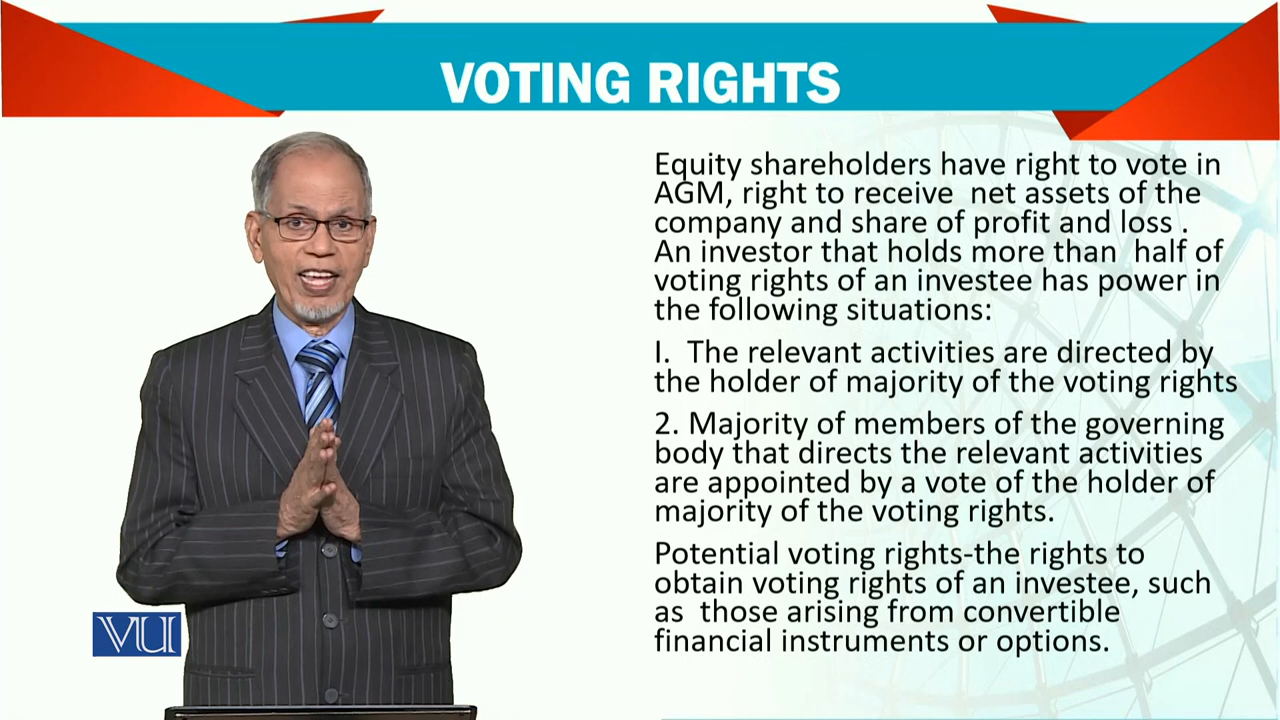 VOTING RIGHTS
Equity shareholders have right to vote in
AGM, right to receive  net assets of the
company and share of profit and loss .
An investor that holds more than  half of
voting rights of an investee has power in
the following situations:
I.  The relevant activities are directed by
the holder of majority of the voting rights
2. Majority of members of the governing
body that directs the relevant activities
are appointed by a vote of the holder of
majority of the voting rights.
Potential voting rights-the rights to
obtain voting rights of an investee, such
as  those arising from convertible
financial instruments or options.
VU